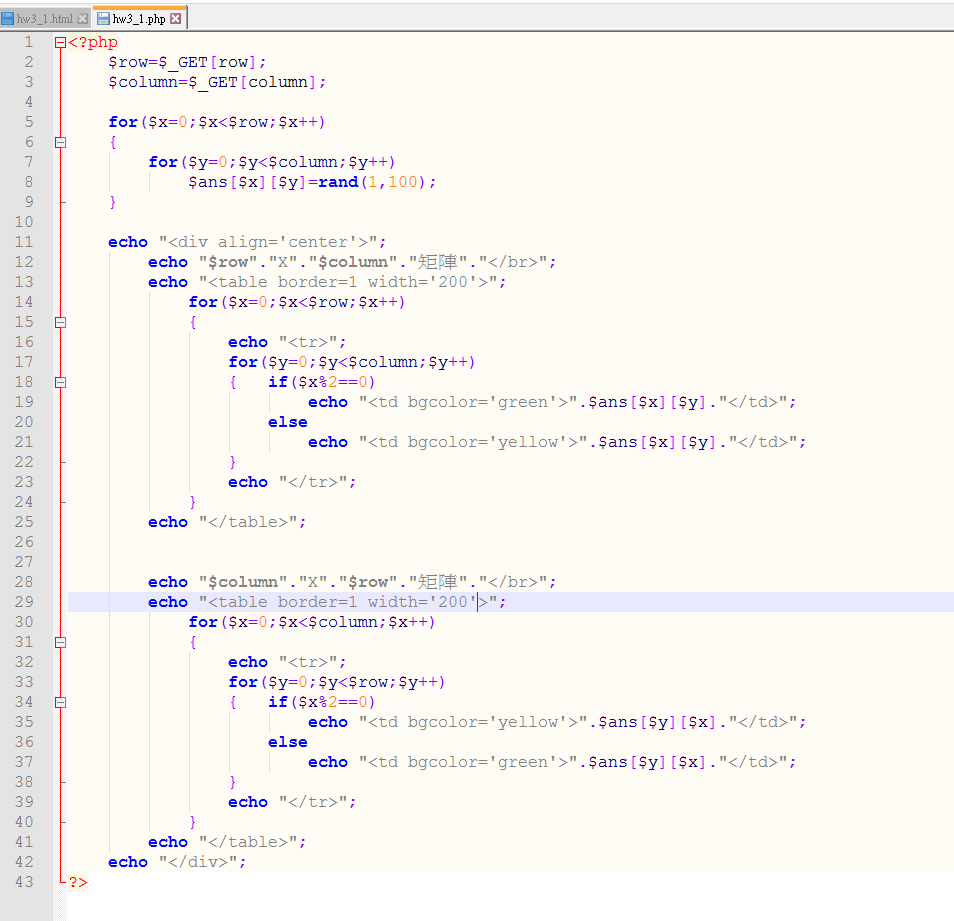 hw3_1.html hw3_1.php
1 <?php
2 $row=$_GET[row];
3 $column=$_GET[column];
4
5 for($x=0;$x<$row;$x++)
6 {
7 for($y=0;$y<$column;$y++)
8 $ans[$x][$y]=rand(1,100);
9 }
10
11 echo "<div align='center'>";
12 echo "$row"."X"."$column"."矩陣"."</br>";
13 echo "<table border=1 width='200'>";
14 for($x=0;$x<$row;$x++)
15 {
16 echo "<tr>";
17 for($y=0;$y<$column;$y++)
18 { if($x%2==0)
19 echo "<td bgcolor='green'>".$ans[$x][$y]."</td>";
20 else
21 echo "<td bgcolor='yellow'>".$ans[$x][$y]."</td>";
22 }
23 echo "</tr>";
24 }
25 echo "</table>";
26
27
28 echo "$column"."X"."$row"."矩陣"."</br>";
29 echo "<table border=1 width='200'>";
30 for($x=0;$x<$column;$x++)
31 {
32 echo "<tr>";
33 for($y=0;$y<$row;$y++)
34 { if($x%2==0)
35 echo "<td bgcolor='yellow'>".$ans[$y][$x]."</td>";
36 else
37 echo "<td bgcolor='green'>".$ans[$y][$x]."</td>";
38 }
39 echo "</tr>";
40 }
41 echo "</table>";
42 echo "</div>";
43 ?>